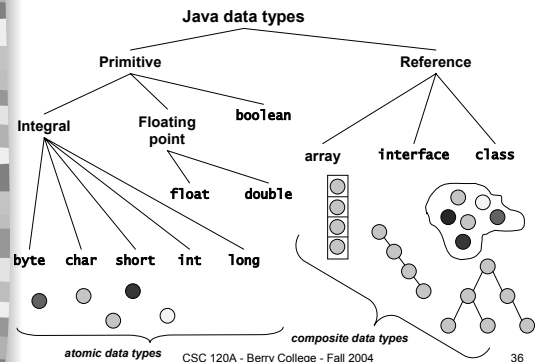 Java data types
Primitive
Reference
Integral
Floating
point
boolean
array
interface
class
float
double
byte
char
short
int
long
atomic data types
composite data types
CSC 120A - Berry College - Fall 2004
36